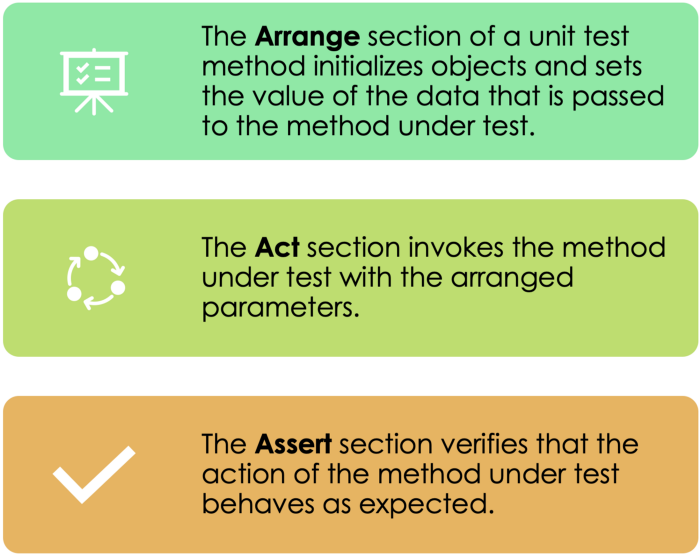 The Arrange section of a unit test
method initializes objects and sets
the value of the data that is passed
to the method under test.
The Act section invokes the method
under test with the arranged
parameters.
The Assert section verifies that the
action of the method under test
behaves as expected.